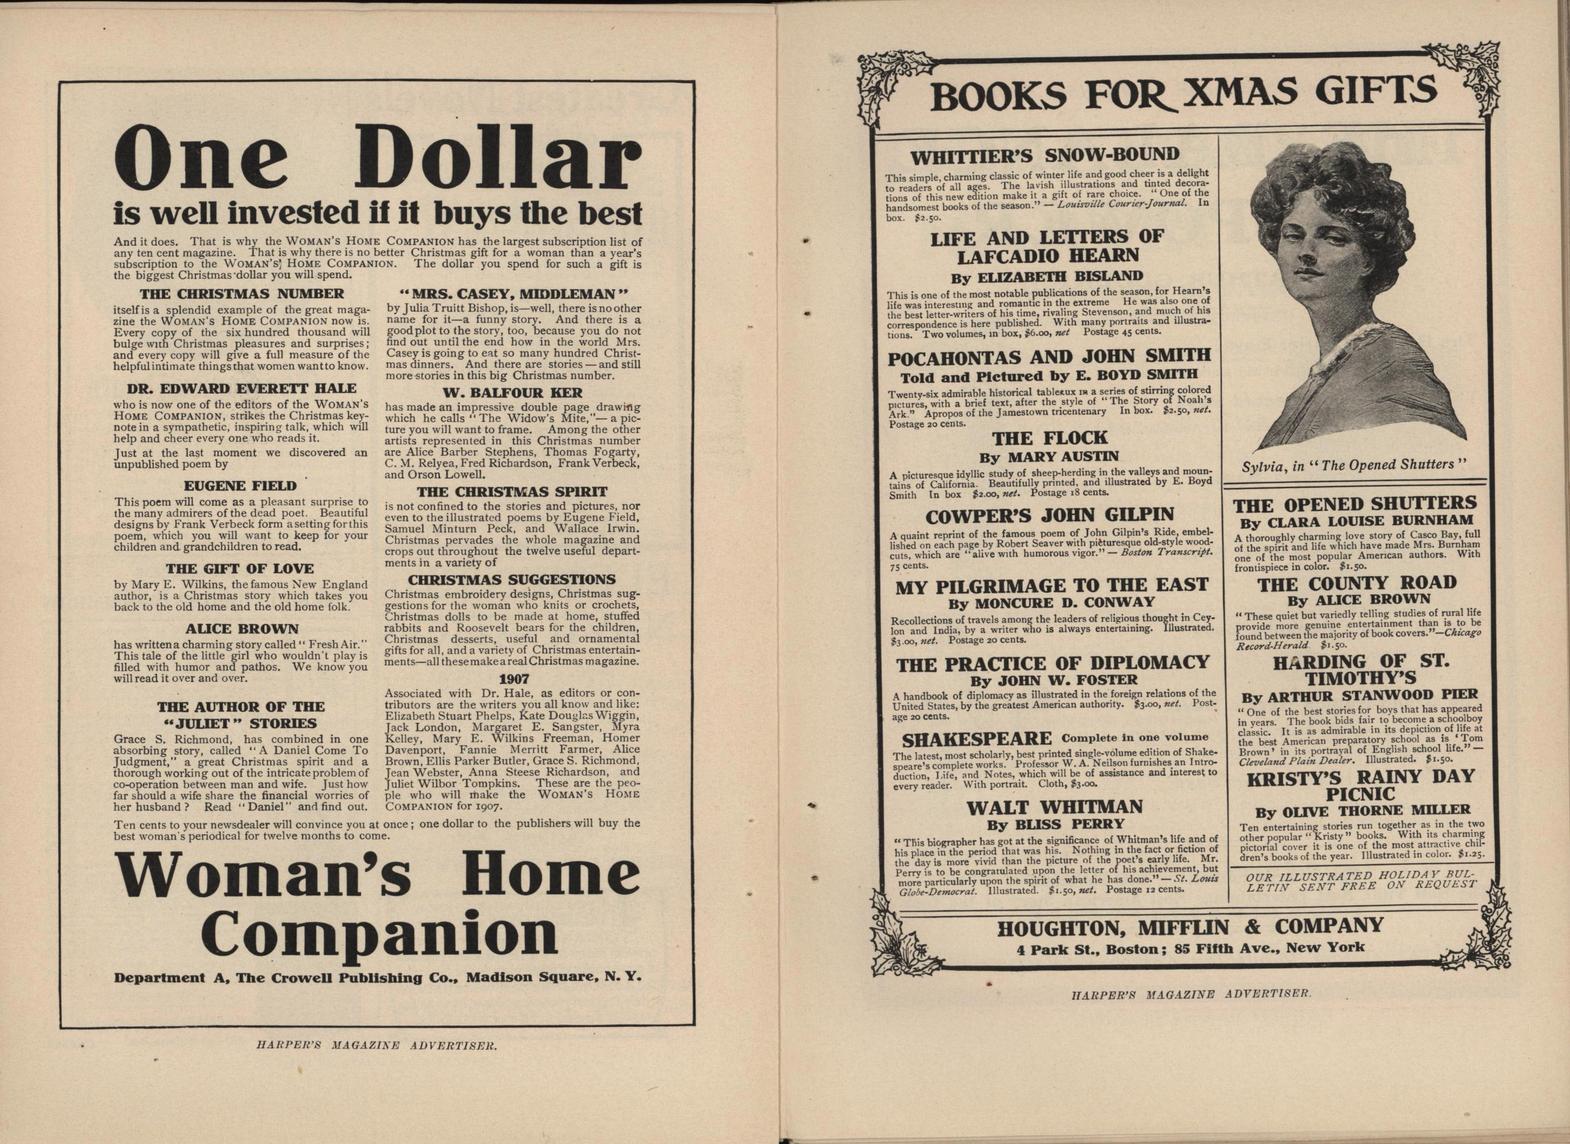 One Dollar
is well invested if it buys the best
And it does. That is why the WOMAN'S HOME COMPANION has the largest subscription list of
any ten cent magazine. That is why there is no better Christmas gift for a woman than a year's
subscription to the WOMAN'S HOME COMPANION. The dollar you spend for such a gift is
the biggest Christmas dollar you will spend.
THE CHRISTMAS NUMBER
itself is a splendid example of the great maga-
zine the WOMAN'S HOME COMPANION now is.
Every copy of the six hundred thousand will
bulge with Christmas pleasures and surprises;
and every copy will give a full measure of the
helpful intimate things that women want to know.
DR. EDWARD EVERETT HALE
who is now one of the editors of the WOMAN'S
HOME COMPANION, strikes the Christmas key-
note in a sympathetic, inspiring talk, which will
help and cheer every one who reads it.
Just at the last moment we discovered an
unpublished poem by
EUGENE FIELD
This poem will come as a pleasant surprise to
the many admirers of the dead poet. Beautiful
designs by Frank Verbeck form a setting for this
poem, which you will want to keep for your
children and grandchildren to read.
THE GIFT OF LOVE
by Mary E. Wilkins, the famous New England
author, is a Christmas story which takes you
back to the old home and the old home folk.
ALICE BROWN
has written a charming story called "Fresh Air."
This tale of the little girl who wouldn't play is
filled with humor and pathos. We know you
will read it over and over.
THE AUTHOR OF THE
"JULIET" STORIES
Grace S. Richmond, has combined in one
absorbing story, called "A Daniel Come To
Judgment," a great Christmas spirit and a
thorough working out of the intricate problem of
co-operation between man and wife. Just how
far should a wife share the financial worries of
her husband? Read "Daniel" and find out.
"MRS. CASEY, MIDDLEMAN"
by Julia Truitt Bishop, is—well, there is no other
name for it—a funny story. And there is a
good plot to the story, too, because you do not
find out until the end how in the world Mrs.
Casey is going to eat so many hundred Christ-
mas dinners. And there are stories—and still
more stories in this big Christmas number.
W. BALFOUR KER
has made an impressive double page drawing
which he calls "The Widow's Mite,"—a pic-
ture you will want to frame. Among the other
artists represented in this Christmas number
are Alice Barber Stephens, Thomas Fogarty,
C. M. Relyea, Fred Richardson, Frank Verbeck,
and Orson Lowell.
THE CHRISTMAS SPIRIT
is not confined to the stories and pictures, nor
even to the illustrated poems by Eugene Field,
Samuel Minturn Peck, and Wallace Irwin.
Christmas pervades the whole magazine and
crops out throughout the twelve useful depart-
ments in a variety of
CHRISTMAS SUGGESTIONS
Christmas embroidery designs, Christmas sug-
gestions for the woman who knits or crochets,
Christmas dolls to be made at home, stuffed
rabbits and Roosevelt bears for the children,
Christmas desserts, useful and ornamental
gifts for all, and a variety of Christmas entertain-
ments—all these make a real Christmas magazine.
1907
Associated with Dr. Hale, as editors or con-
tributors are the writers you all know and like:
Elizabeth Stuart Phelps, Kate Douglas Wiggin,
Jack London, Margaret E. Sangster, Myra
Kelley, Mary E. Wilkins Freeman, Homer
Davenport, Fannie Merritt Farmer, Alice
Brown, Ellis Parker Butler, Grace S. Richmond,
Jean Webster, Anna Steese Richardson, and
Juliet Wilbor Tompkins. These are the peo-
ple who will make the WOMAN'S HOME
COMPANION for 1907.
Ten cents to your newsdealer will convince you at once; one dollar to the publishers will buy the
best woman's periodical for twelve months to come.
Woman's Home
Companion
Department A, The Crowell Publishing Co., Madison Square, N. Y.
HARPER'S MAGAZINE ADVERTISER.
BOOKS FOR XMAS GIFTS
WHITTIER'S SNOW-BOUND
This simple, charming classic of winter life and good cheer is a delight
to readers of all ages. The lavish illustrations and tinted decora-
tions of this new edition make it a gift of rare choice. "One of the
handsomest books of the season."—Louisville Courier-Journal. In
box. $2.50.
LIFE AND LETTERS OF
LAFCADIO HEARN
By ELIZABETH BISLAND
This is one of the most notable publications of the season, for Hearn's
life was interesting and romantic in the extreme He was also one of
the best letter-writers of his time, rivaling Stevenson, and much of his
correspondence is here published. With many portraits and illustra-
tions. Two volumes, in box, $6.00, net Postage 45 cents.
POCAHONTAS AND JOHN SMITH
Told and Pictured by E. BOYD SMITH
Twenty-six admirable historical tableaux in a series of stirring colored
pictures, with a brief text, after the style of "The Story of Noah's
Ark." Apropos of the Jamestown tricentenary In box. $2.50, net.
Postage 20 cents.
THE FLOCK
By MARY AUSTIN
A picturesque idyllic study of sheep-herding in the valleys and moun-
tains of California. Beautifully printed, and illustrated by E. Boyd
Smith In box $2.00, net. Postage 18 cents.
COWPER'S JOHN GILPIN
A quaint reprint of the famous poem of John Gilpin's Ride, embel-
lished on each page by Robert Seaver with picturesque old-style wood-
cuts, which are "alive with humorous vigor."—Boston Transcript.
75 cents.
MY PILGRIMAGE TO THE EAST
By MONCURE D. CONWAY
Recollections of travels among the leaders of religious thought in Cey-
lon and India, by a writer who is always entertaining. Illustrated.
$3.00, net. Postage 20 cents.
THE PRACTICE OF DIPLOMACY
By JOHN W. FOSTER
A handbook of diplomacy as illustrated in the foreign relations of the
United States, by the greatest American authority. $3.00, net. Post-
age 20 cents.
SHAKESPEARE Complete in one volume
The latest, most scholarly, best printed single-volume edition of Shake-
speare's complete works. Professor W. A. Neilson furnishes an Intro-
duction, Life, and Notes, which will be of assistance and interest to
every reader. With portrait. Cloth, $3.00.
WALT WHITMAN
By BLISS PERRY
"This biographer has got at the significance of Whitman's life and of
his place in the period that was his. Nothing in the fact or fiction of
the day is more vivid than the picture of the poet's early life. Mr.
Perry is to be congratulated upon the letter of his achievement, but
more particularly upon the spirit of what he has done."—St. Louis
Globe-Democrat. Illustrated. $1.50, net. Postage 12 cents.
Sylvia, in "The Opened Shutters"
THE OPENED SHUTTERS
By CLARA LOUISE BURNHAM
A thoroughly charming love story of Casco Bay, full
of the spirit and life which have made Mrs. Burnham
one of the most popular American authors. With
frontispiece in color. $1.50.
THE COUNTY ROAD
By ALICE BROWN
"These quiet but variedly telling studies of rural life
provide more genuine entertainment than is to be
found between the majority of book covers."—Chicago
Record-Herald $1.50.
HARDING OF ST.
TIMOTHY'S
By ARTHUR STANWOOD PIER
"One of the best stories for boys that has appeared
in years. The book bids fair to become a schoolboy
classic. It is as admirable in its depiction of life at
the best American preparatory school as is 'Tom
Brown' in its portrayal of English school life."—
Cleveland Plain Dealer. Illustrated. $1.50.
KRISTY'S RAINY DAY
PICNIC
By OLIVE THORNE MILLER
Ten entertaining stories run together as in the two
other popular "Kristy" books. With its charming
pictorial cover it is one of the most attractive chil-
dren's books of the year. Illustrated in color. $1.25.
OUR ILLUSTRATED HOLIDAY BUL-
LETIN SENT FREE ON REQUEST
HOUGHTON, MIFFLIN & COMPANY
4 Park St., Boston; 85 Fifth Ave., New York
HARPER'S MAGAZINE ADVERTISER.